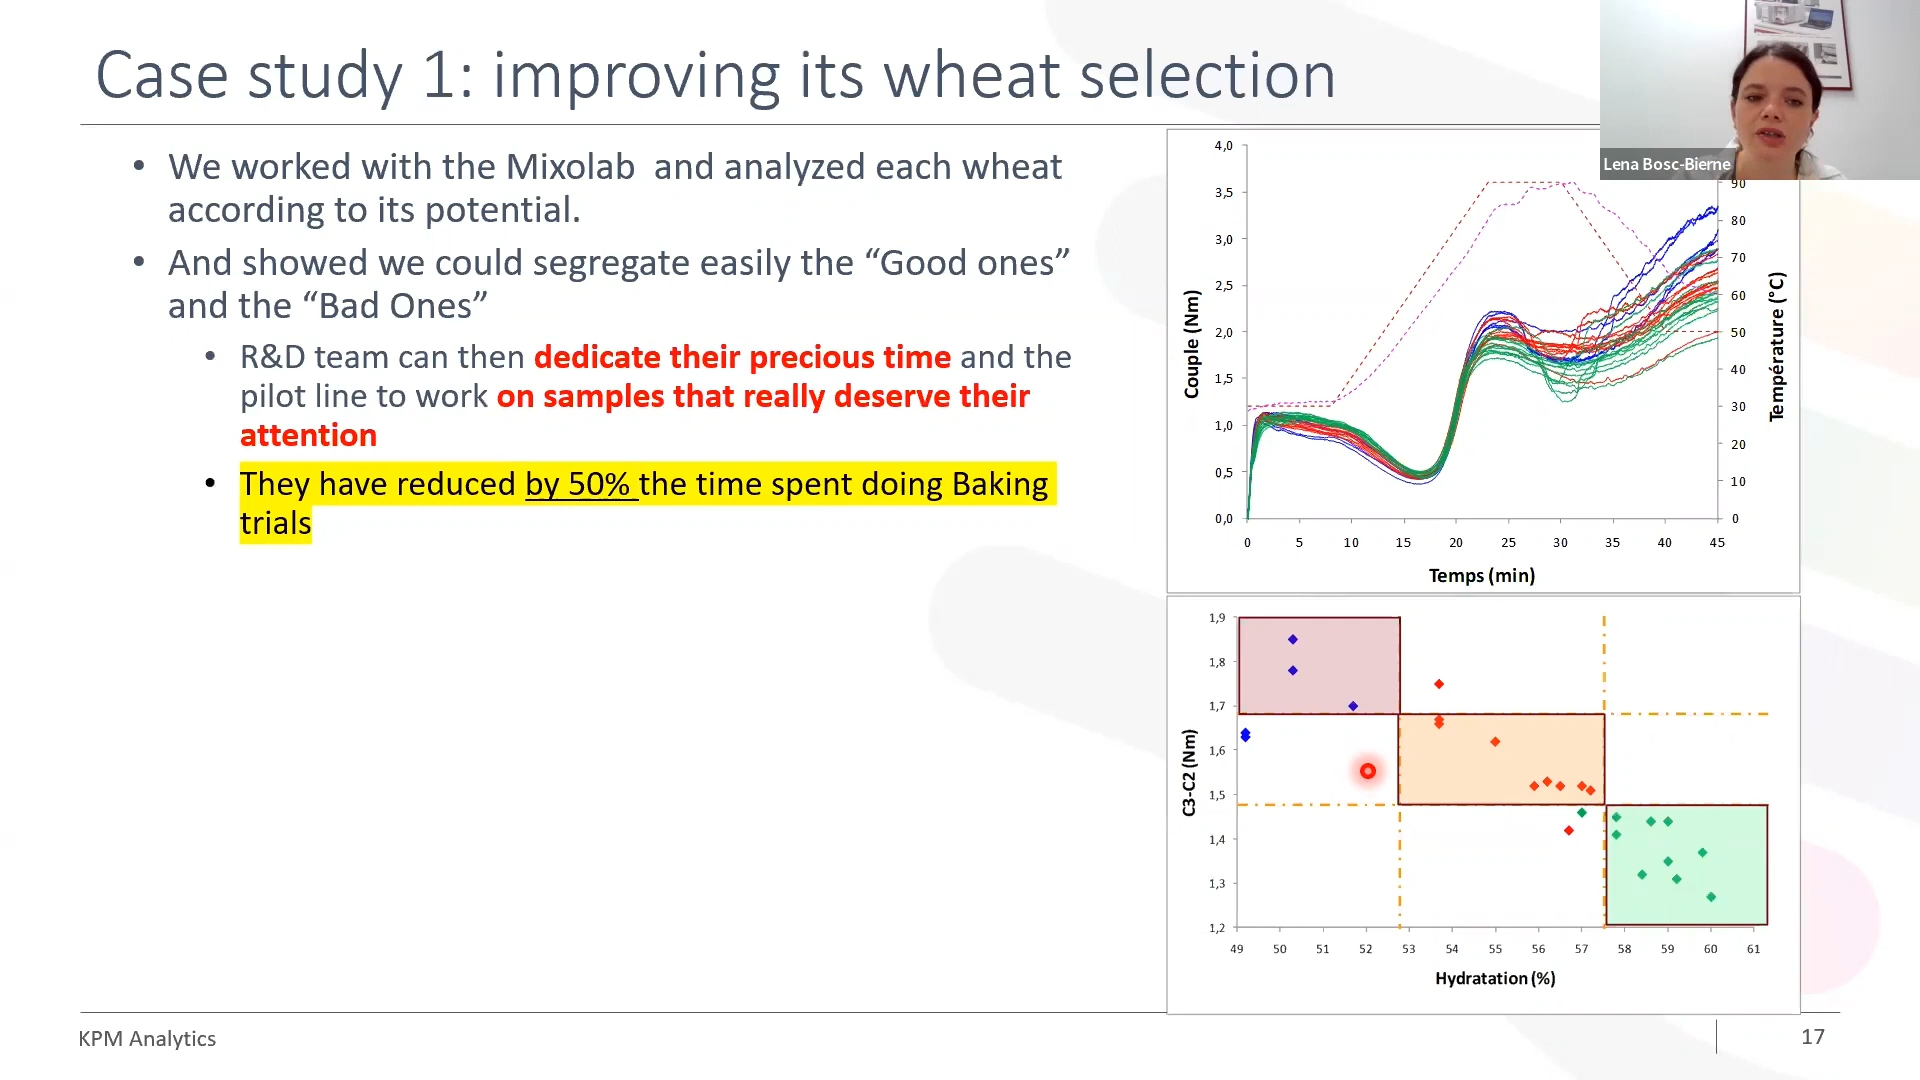 Case study 1: improving its wheat selection
Lena Bosc-Bierne
• We worked with the Mixolab and analyzed each wheat
according to its potential.
• And showed we could segregate easily the “Good ones”
and the “Bad Ones”
• R&D team can then dedicate their precious time and the
pilot line to work on samples that really deserve their
attention
• They have reduced by 50% the time spent doing Baking
trials
4,0
3,5
3,0
2,5
2,0
1,5
1,0
0,5
0,0
Couple (Nm)
90
80
70
60
50
40
30
20
10
0
Température (°C)
0 5 10 15 20 25 30 35 40 45
Temps (min)
1,9
1,8
1,7
1,6
1,5
1,4
1,3
1,2
C3-C2 (Nm)
49 50 51 52 53 54 55 56 57 58 59 60 61
Hydratation (%)
KPM Analytics
17